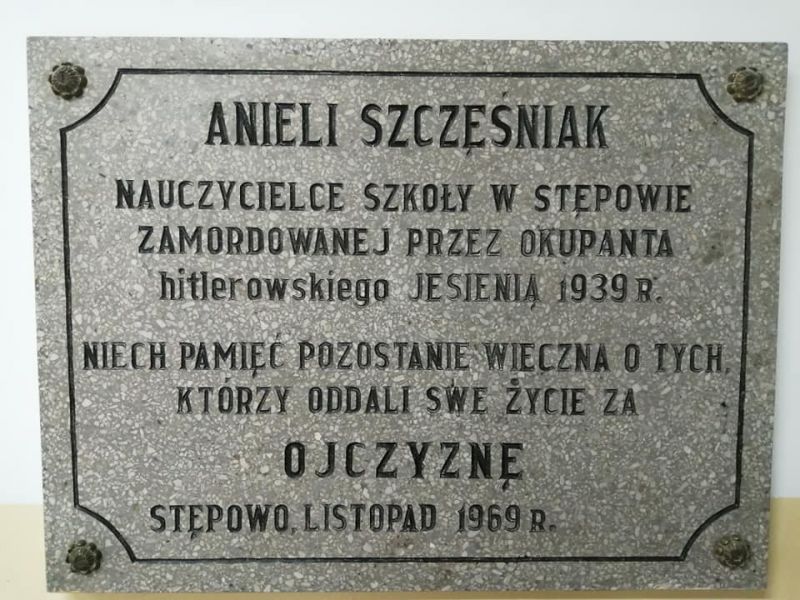 ANIELI SZCZĘŚNIAK
NAUCZYCIELCE SZKOŁY W STĘPOWIE
ZAMORDOWANEJ PRZEZ OKUPANTA
hitlerowskiego JESIENIĄ 1939 R.
NIECH PAMIĘĆ POZOSTANIE WIECZNA O TYCH,
KTÓRZY ODDALI SWE ŻYCIE ZA
OJCZYZNĘ
STĘPOWO, LISTOPAD 1969 R.